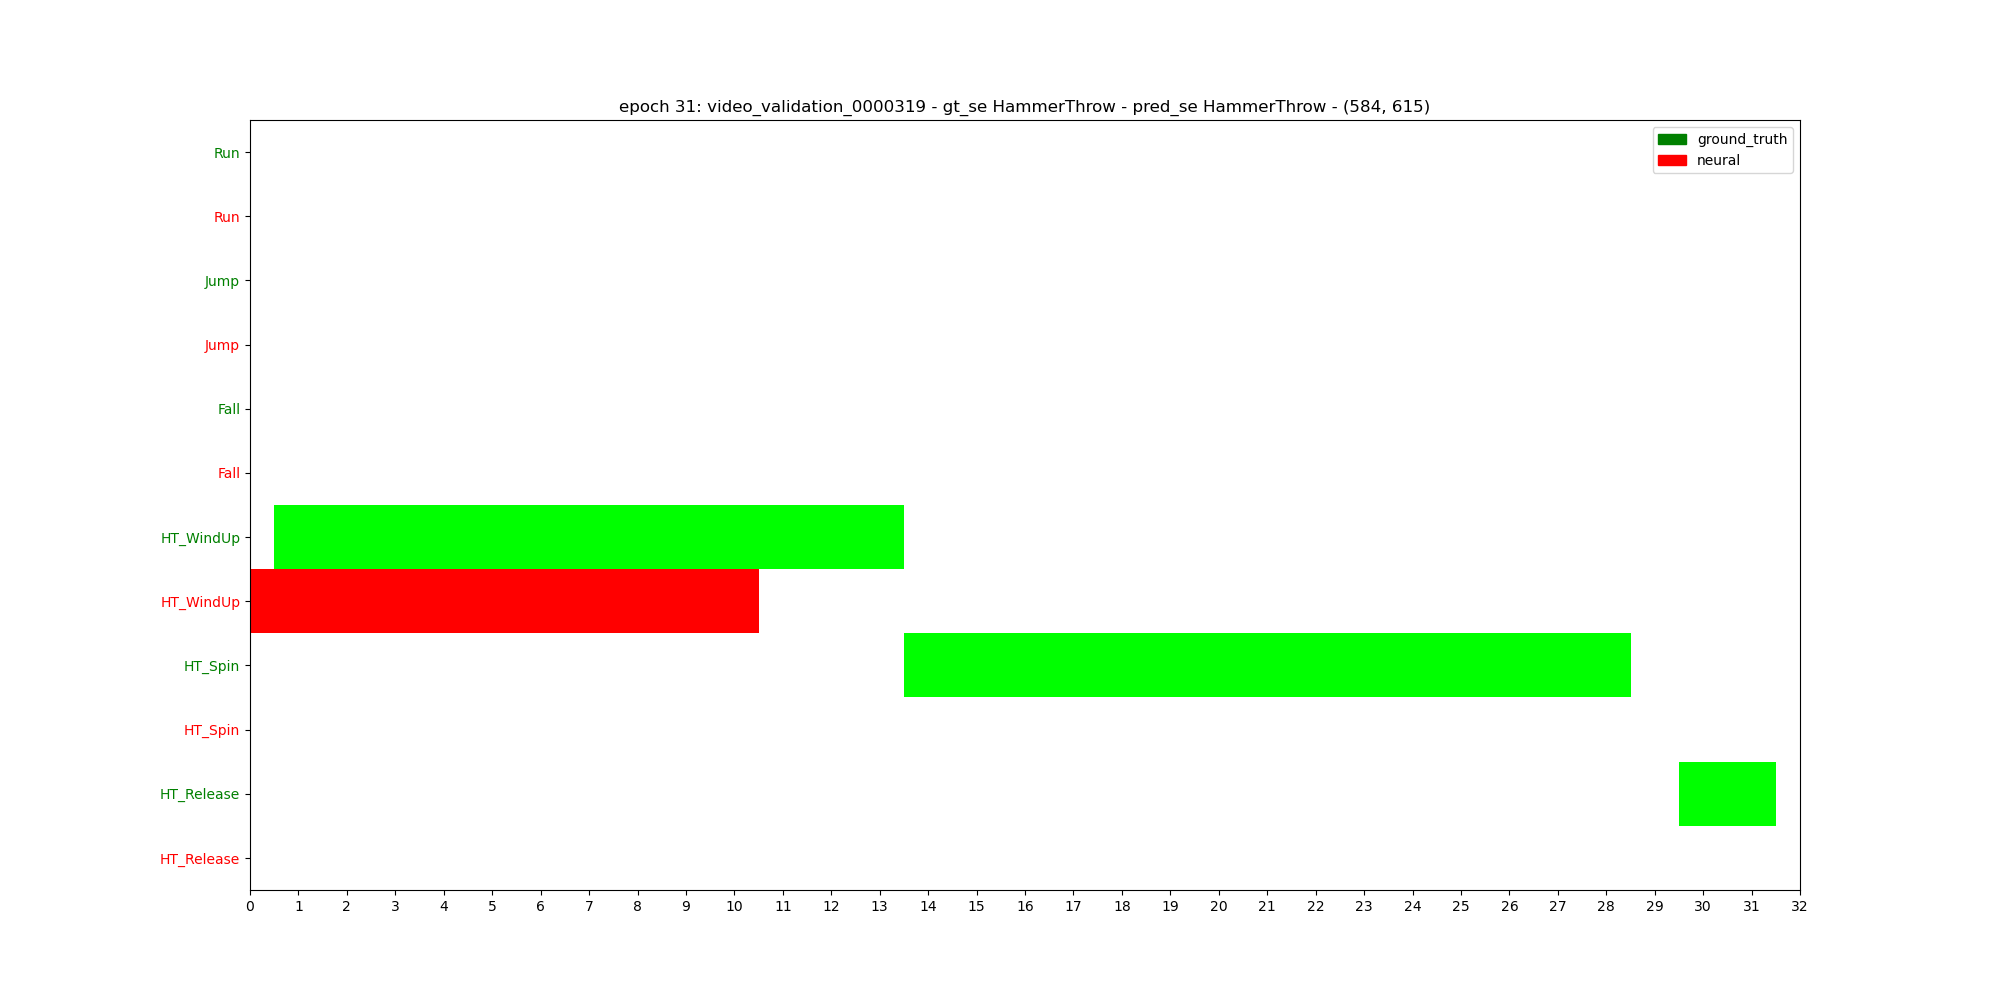 epoch 31: video_validation_0000319 - gt_se HammerThrow - pred_se HammerThrow - (584, 615)
ground_truth
neural
Run
Run
Jump
Jump
Fall
Fall
HT_WindUp
HT_WindUp
HT_Spin
HT_Spin
HT_Release
HT_Release
0 1 2 3 4 5 6 7 8 9 10 11 12 13 14 15 16 17 18 19 20 21 22 23 24 25 26 27 28 29 30 31 32